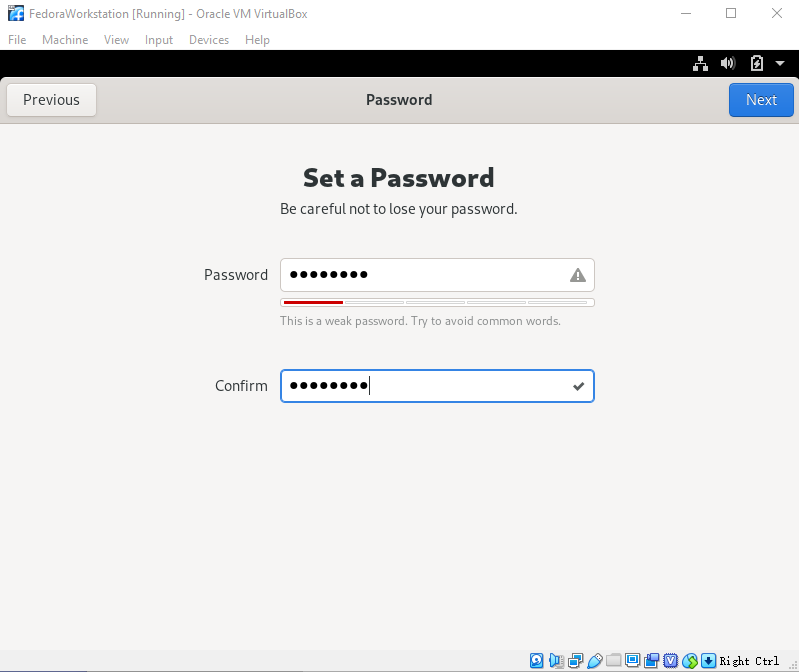 FedoraWorkstation [Running] - Oracle VM VirtualBox
File Machine View Input Devices Help
Previous Password Next
Set a Password
Be careful not to lose your password.
Password ●●●●●●●●
This is a weak password. Try to avoid common words.
Confirm ●●●●●●●●
Right Ctrl